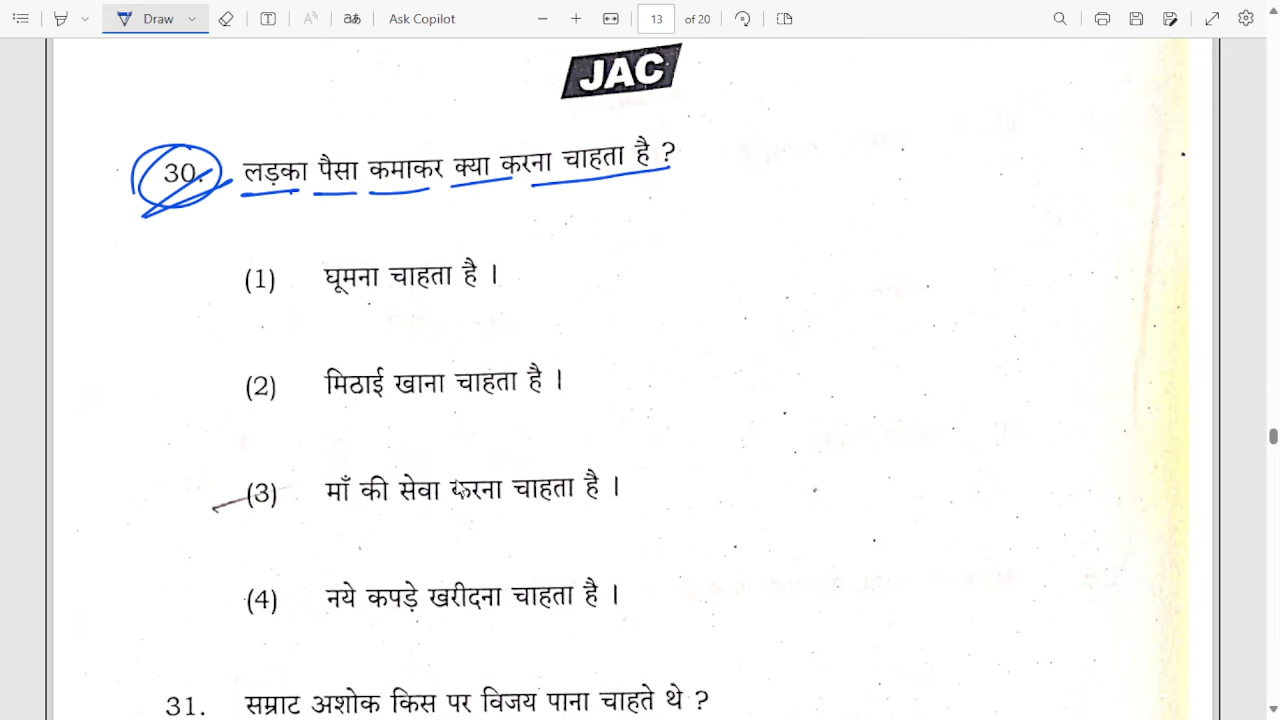 Draw
Ask Copilot
13 of 20
JAC
30. लड़का पैसा कमाकर क्या करना चाहता है ?
(1) घूमना चाहता है ।
(2) मिठाई खाना चाहता है ।
(3) माँ की सेवा करना चाहता है ।
(4) नये कपड़े खरीदना चाहता है ।
31. सम्राट अशोक किस पर विजय पाना चाहते थे ?